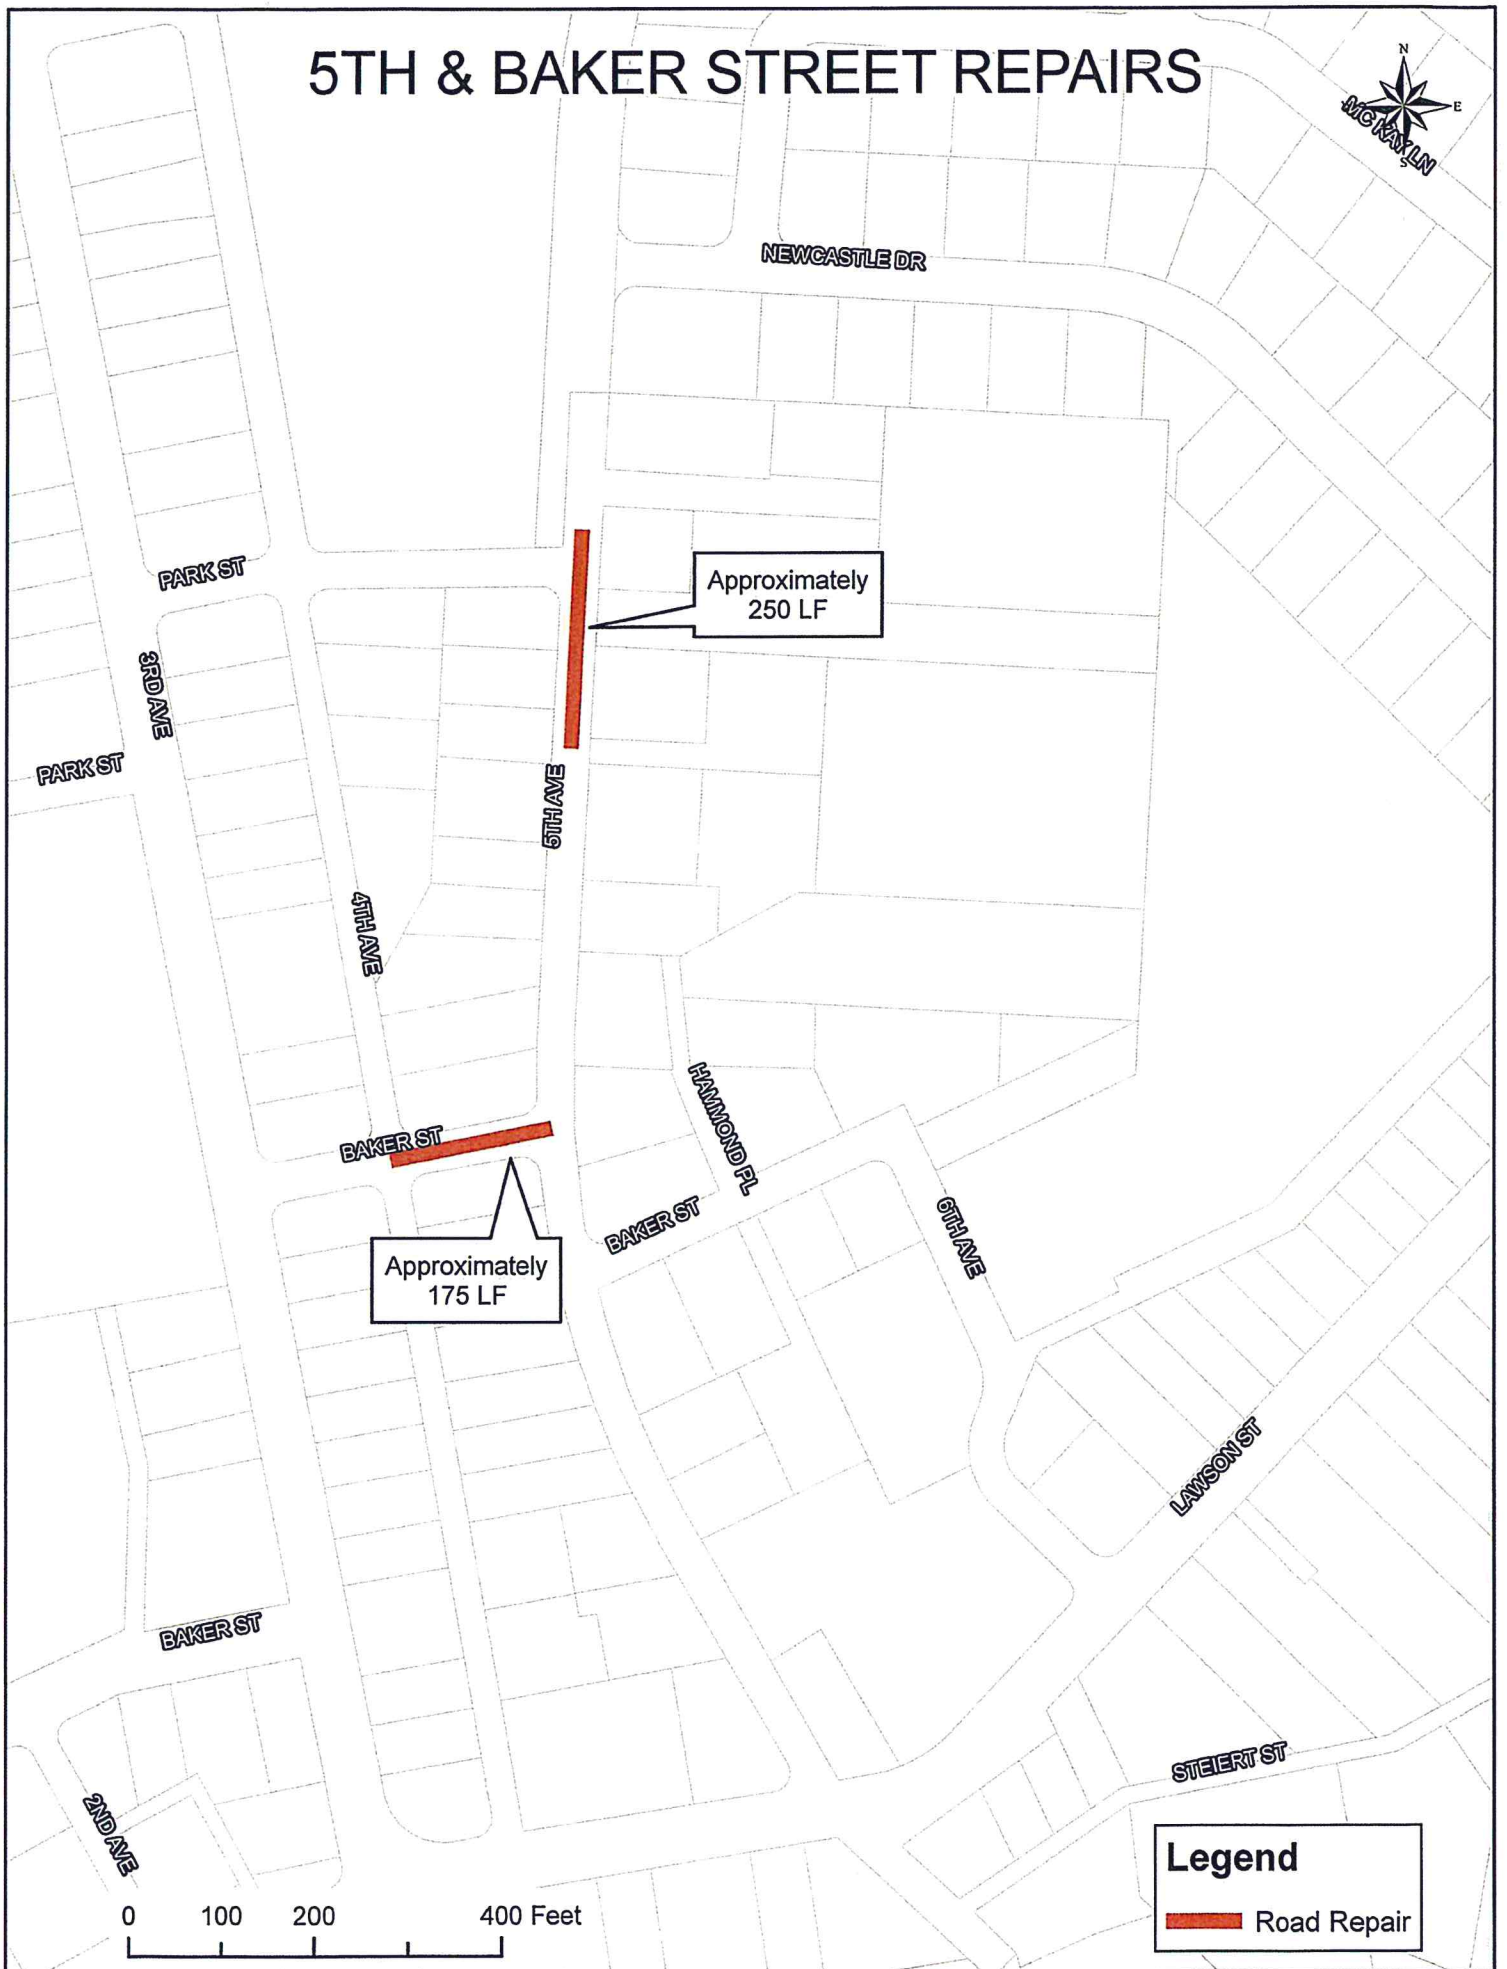 5TH & BAKER STREET REPAIRS
N
E
S
MC KAY LN
NEWCASTLE DR
PARK ST
Approximately
250 LF
3RD AVE
PARK ST
5TH AVE
4TH AVE
HAMMOND PL
BAKER ST
BAKER ST
6TH AVE
Approximately
175 LF
LAWSON ST
BAKER ST
STEIERT ST
2ND AVE
Legend
Road Repair
0 100 200 400 Feet